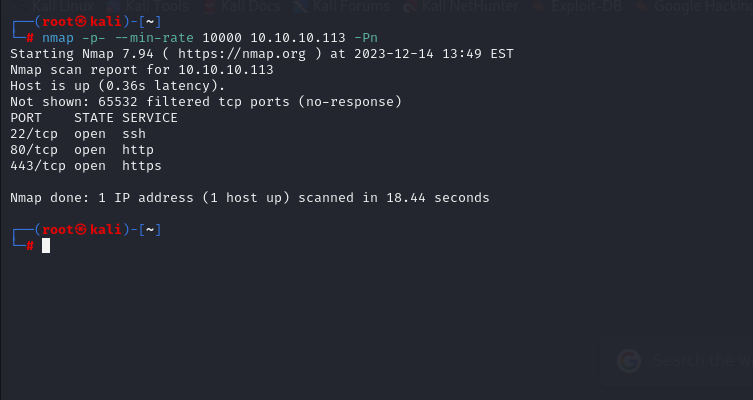 Kali Linux Kali Tools Kali Docs Kali Forums Kali NetHunter Exploit-DB Google Hackin
┌──(root㉿kali)-[~]
└─# nmap -p- --min-rate 10000 10.10.10.113 -Pn
Starting Nmap 7.94 ( https://nmap.org ) at 2023-12-14 13:49 EST
Nmap scan report for 10.10.10.113
Host is up (0.36s latency).
Not shown: 65532 filtered tcp ports (no-response)
PORT    STATE SERVICE
22/tcp  open  ssh
80/tcp  open  http
443/tcp open  https
Nmap done: 1 IP address (1 host up) scanned in 18.44 seconds
┌──(root㉿kali)-[~]
└─#
Search the